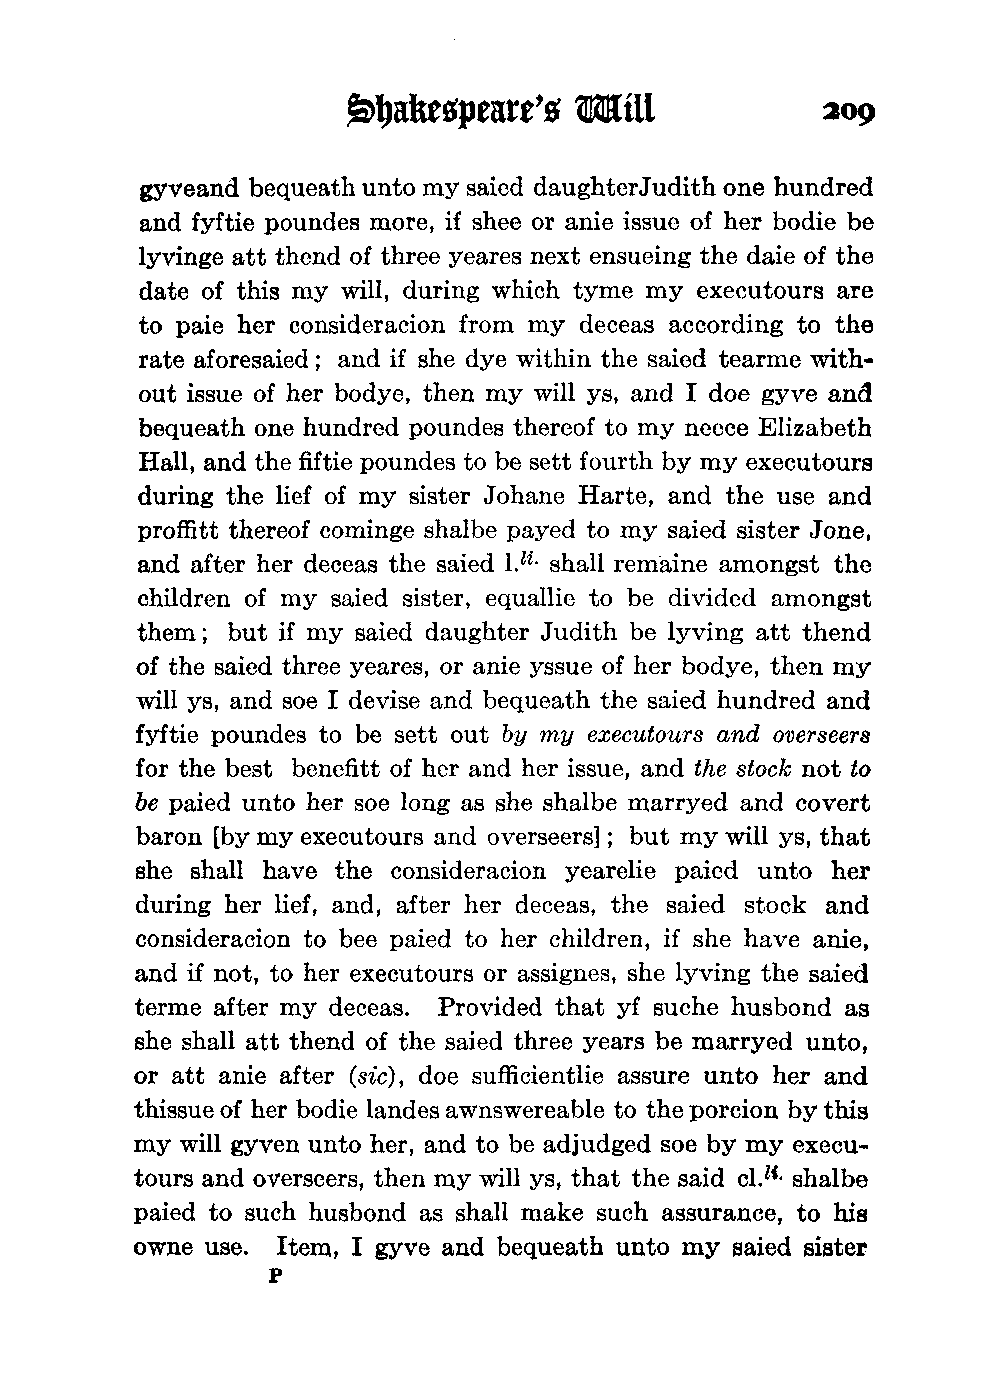 Shakespeare's Will 209
gyveand bequeath unto my saied daughterJudith one hundred
and fyftie poundes more, if shee or anie issue of her bodie be
lyvinge att thend of three yeares next ensueing the daie of the
date of this my will, during which tyme my executours are
to paie her consideracion from my deceas according to the
rate aforesaied; and if she dye within the saied tearme with-
out issue of her bodye, then my will ys, and I doe gyve and
bequeath one hundred poundes thereof to my neece Elizabeth
Hall, and the fiftie poundes to be sett fourth by my executours
during the lief of my sister Johane Harte, and the use and
proffitt thereof cominge shalbe payed to my saied sister Jone,
and after her deceas the saied l.li. shall remaine amongst the
children of my saied sister, equallie to be divided amongst
them; but if my saied daughter Judith be lyving att thend
of the saied three yeares, or anie yssue of her bodye, then my
will ys, and soe I devise and bequeath the saied hundred and
fyftie poundes to be sett out by my executours and overseers
for the best benefitt of her and her issue, and the stock not to
be paied unto her soe long as she shalbe marryed and covert
baron [by my executours and overseers]; but my will ys, that
she shall have the consideracion yearelie paied unto her
during her lief, and, after her deceas, the saied stock and
consideracion to bee paied to her children, if she have anie,
and if not, to her executours or assignes, she lyving the saied
terme after my deceas. Provided that yf suche husbond as
she shall att thend of the saied three years be marryed unto,
or att anie after (sic), doe sufficientlie assure unto her and
thissue of her bodie landes awnswereable to the porcion by this
my will gyven unto her, and to be adjudged soe by my execu-
tours and overseers, then my will ys, that the said cl.li. shalbe
paied to such husbond as shall make such assurance, to his
owne use. Item, I gyve and bequeath unto my saied sister
P